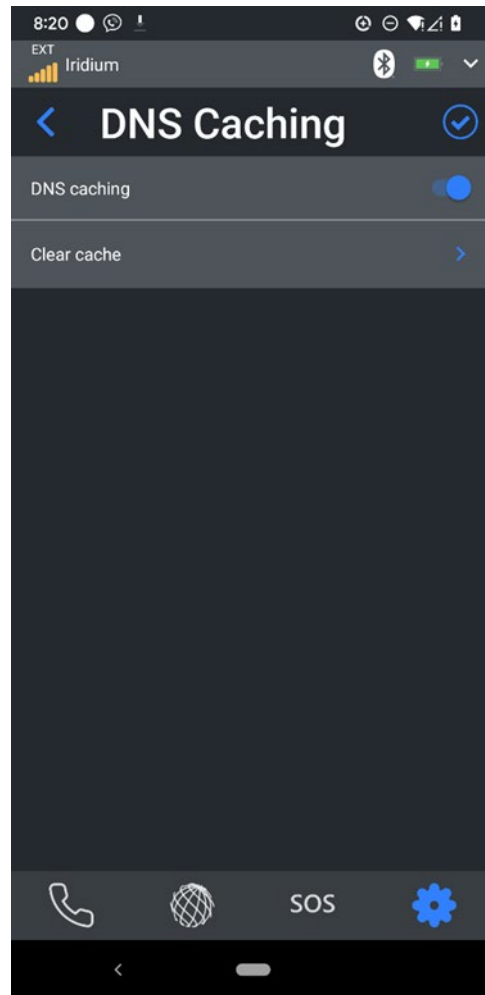 8:20
EXT
Iridium
DNS Caching
DNS caching
Clear cache
SOS